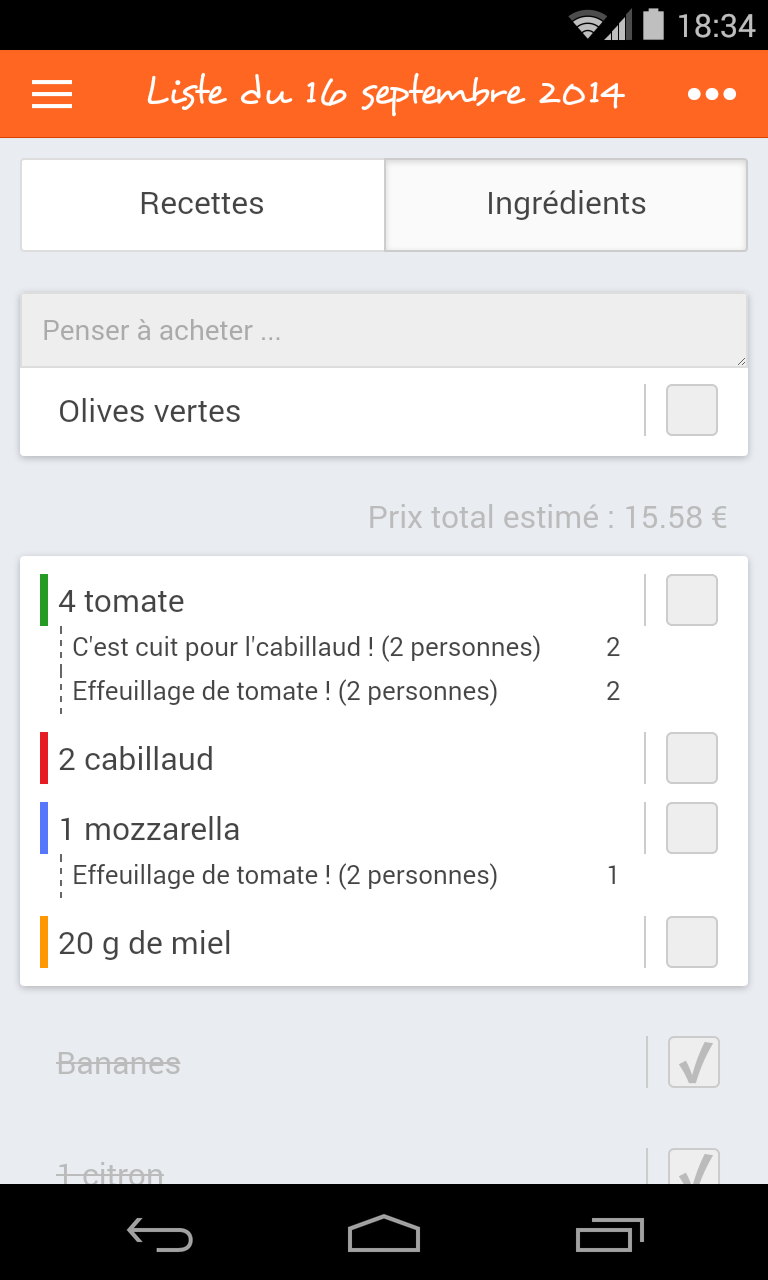 18:34
Liste du 16 septembre 2014
Recettes
Ingrédients
Penser à acheter ...
Olives vertes
Prix total estimé : 15.58 €
4 tomate
C'est cuit pour l'cabillaud ! (2 personnes) 2
Effeuillage de tomate ! (2 personnes) 2
2 cabillaud
1 mozzarella
Effeuillage de tomate ! (2 personnes) 1
20 g de miel
Bananes
1 citron